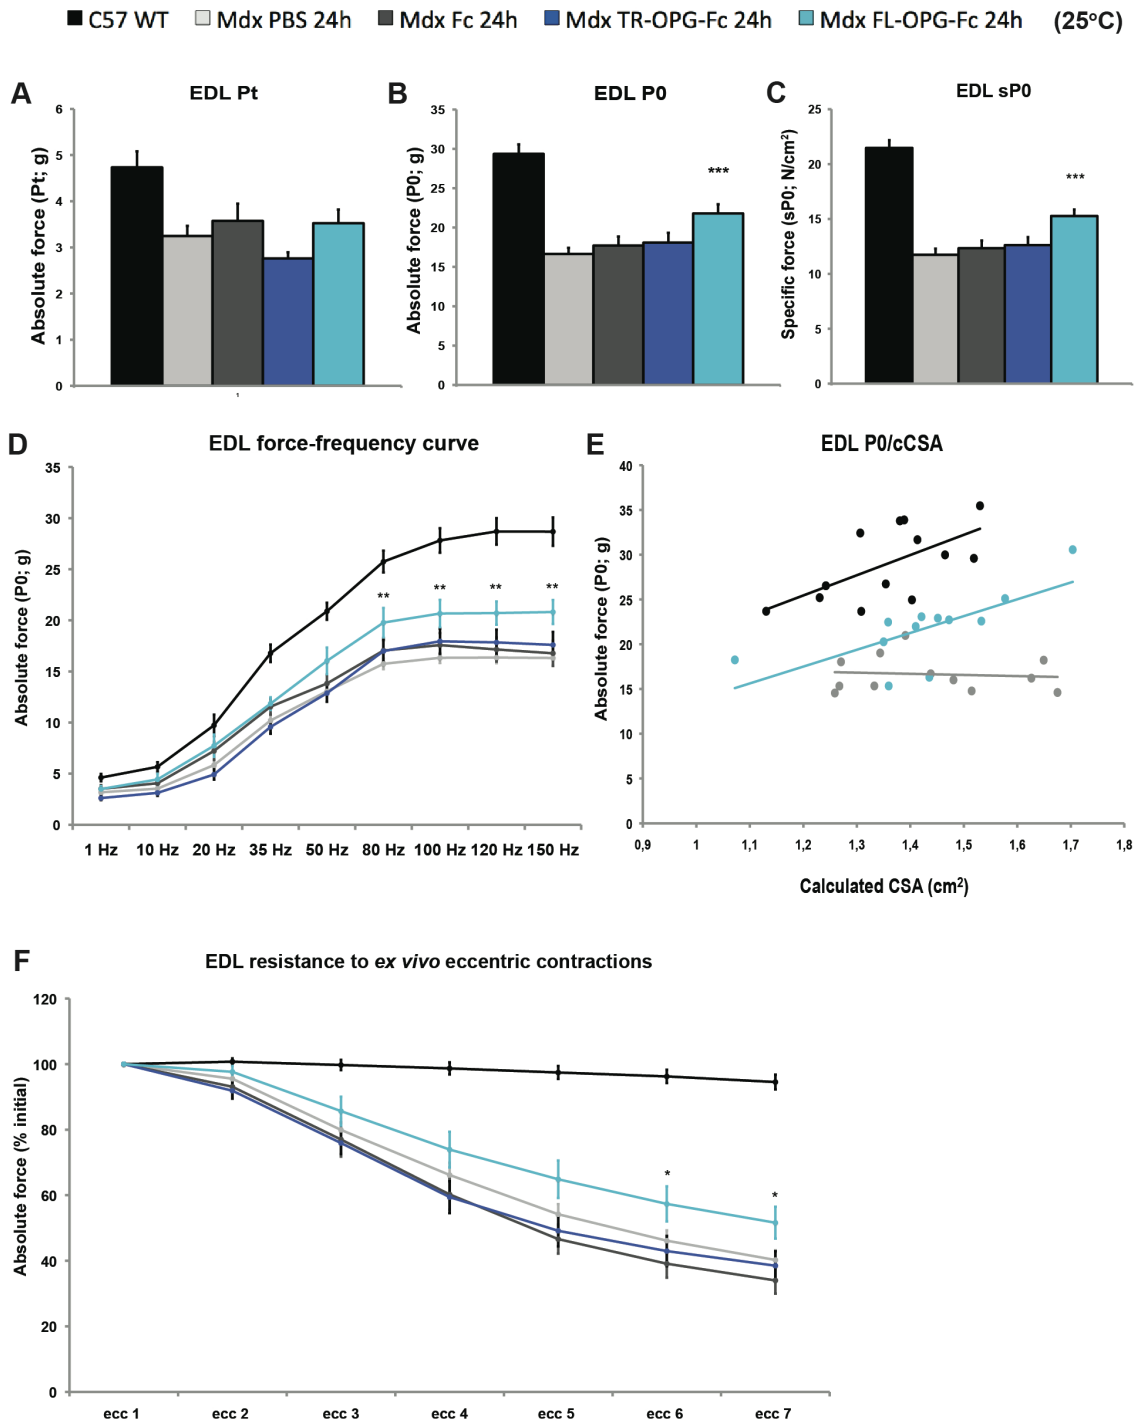 C57 WT Mdx PBS 24h Mdx Fc 24h Mdx TR-OPG-Fc 24h Mdx FL-OPG-Fc 24h (25°C)
A EDL Pt
Absolute force (Pt; g)
6
5
4
3
2
1
0
B EDL P0
Absolute force (P0; g)
35
30
25
20
15
10
5
0
***
C EDL sP0
Specific force (sP0; N/cm²)
25
20
15
10
5
0
***
D EDL force-frequency curve
Absolute force (P0; g)
35
30
25
20
15
10
5
0
** ** ** **
1 Hz 10 Hz 20 Hz 35 Hz 50 Hz 80 Hz 100 Hz 120 Hz 150 Hz
E EDL P0/cCSA
Absolute force (P0; g)
40
35
30
25
20
15
10
5
0
0,9 1 1,1 1,2 1,3 1,4 1,5 1,6 1,7 1,8
Calculated CSA (cm²)
F EDL resistance to ex vivo eccentric contractions
Absolute force (% initial)
120
100
80
60
40
20
0
* *
ecc 1 ecc 2 ecc 3 ecc 4 ecc 5 ecc 6 ecc 7